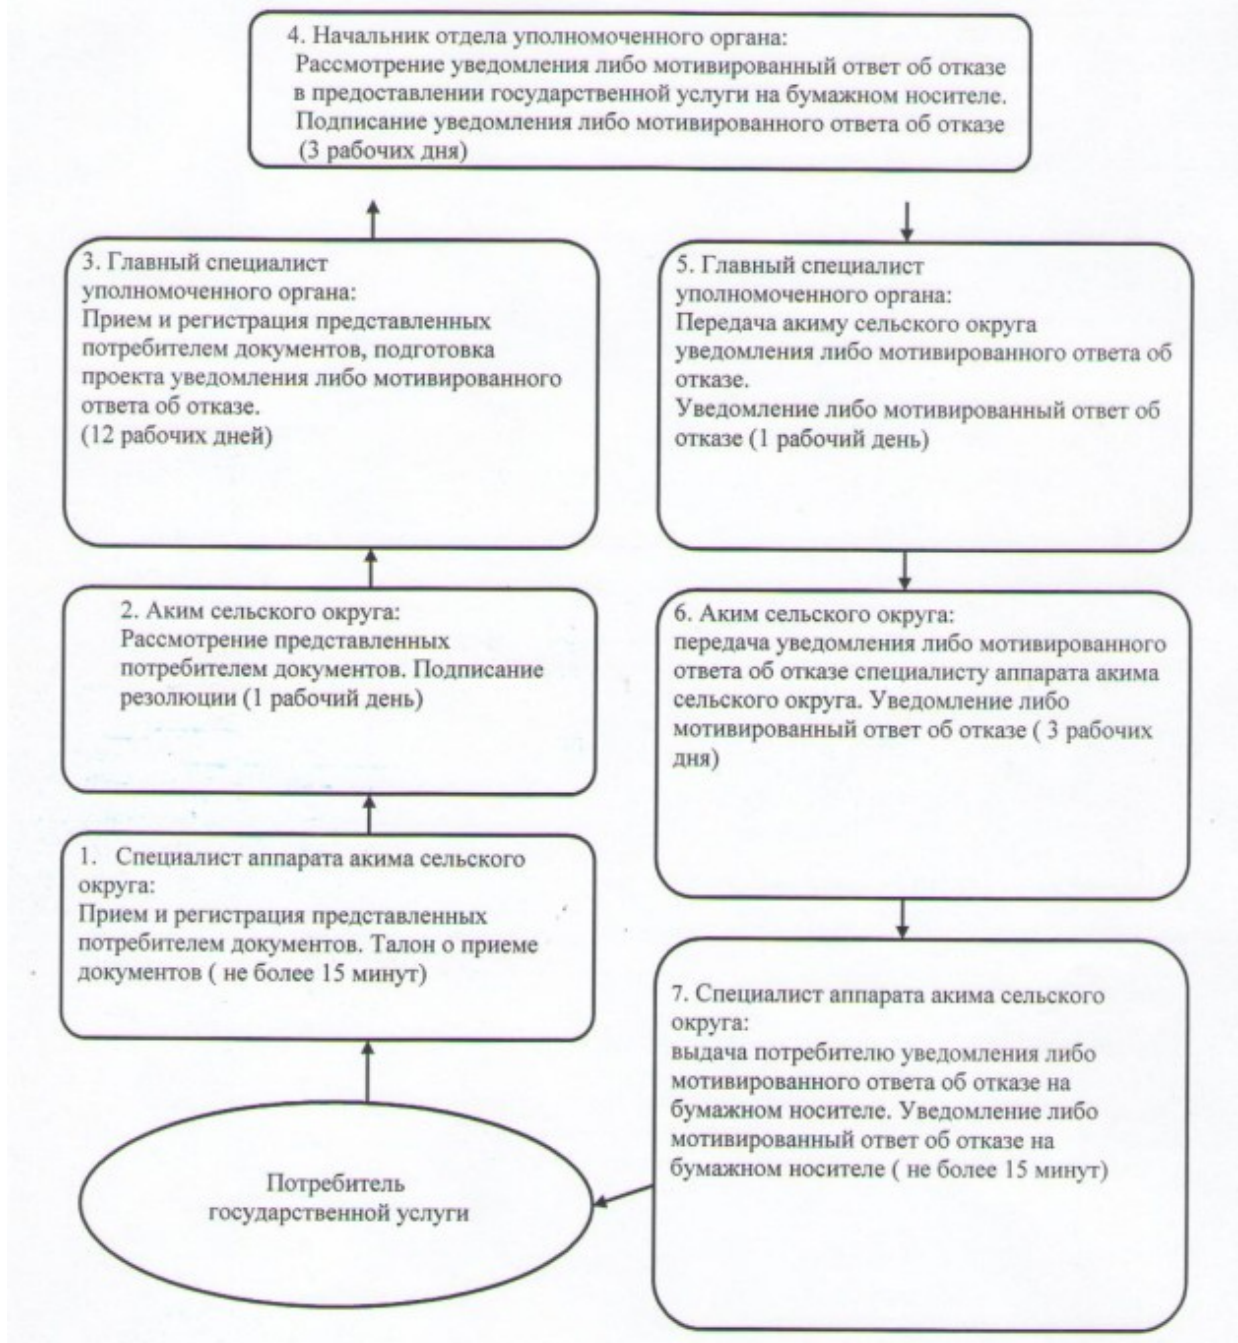 4. Начальник отдела уполномоченного органа:
Рассмотрение уведомления либо мотивированный ответ об отказе
в предоставлении государственной услуги на бумажном носителе.
Подписание уведомления либо мотивированного ответа об отказе
(3 рабочих дня)
3. Главный специалист
уполномоченного органа:
Прием и регистрация представленных
потребителем документов, подготовка
проекта уведомления либо мотивированного
ответа об отказе.
(12 рабочих дней)
5. Главный специалист
уполномоченного органа:
Передача акиму сельского округа
уведомления либо мотивированного ответа об
отказе.
Уведомление либо мотивированный ответ об
отказе (1 рабочий день)
2. Аким сельского округа:
Рассмотрение представленных
потребителем документов. Подписание
резолюции (1 рабочий день)
6. Аким сельского округа:
передача уведомления либо мотивированного
ответа об отказе специалисту аппарата акима
сельского округа. Уведомление либо
мотивированный ответ об отказе ( 3 рабочих
дня)
1. Специалист аппарата акима сельского
округа:
Прием и регистрация представленных
потребителем документов. Талон о приеме
документов ( не более 15 минут)
7. Специалист аппарата акима сельского
округа:
выдача потребителю уведомления либо
мотивированного ответа об отказе на
бумажном носителе. Уведомление либо
мотивированный ответ об отказе на
бумажном носителе ( не более 15 минут)
Потребитель
государственной услуги